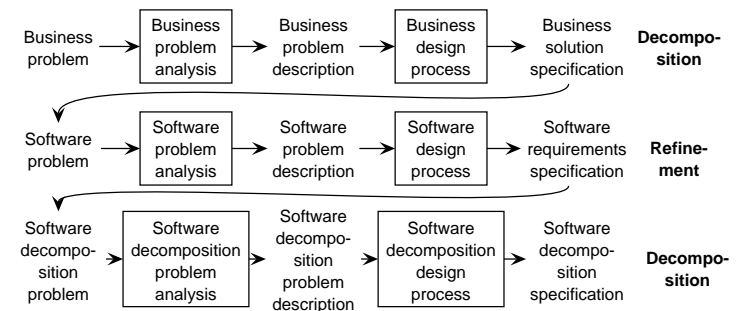 Business
problem
Business
problem
analysis
Business
problem
description
Business
design
process
Business
solution
specification
Decompo-
sition
Software
problem
Software
problem
analysis
Software
problem
description
Software
design
process
Software
requirements
specification
Refine-
ment
Software
decompo-
sition
problem
Software
decomposition
problem
analysis
Software
decompo-
sition
problem
description
Software
decomposition
design
process
Software
decompo-
sition
specification
Decompo-
sition